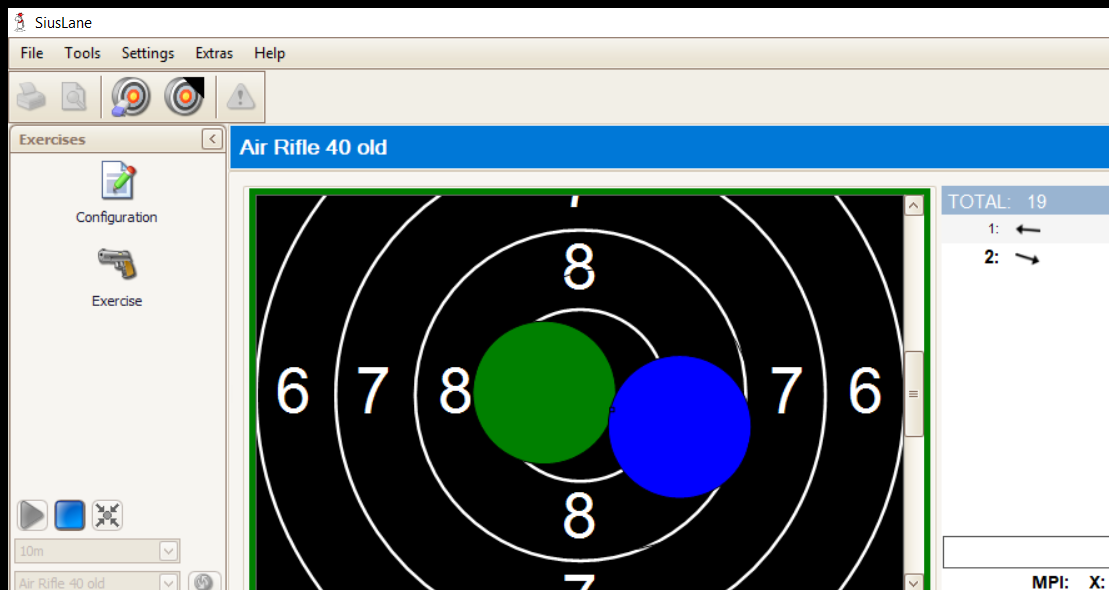 SiusLane
File Tools Settings Extras Help
Exercises
Air Rifle 40 old
Configuration
Exercise
TOTAL: 19
1:
2:
7
8
6 7 8 7 6
8
7
10m
Air Rifle 40 old
MPI: X: